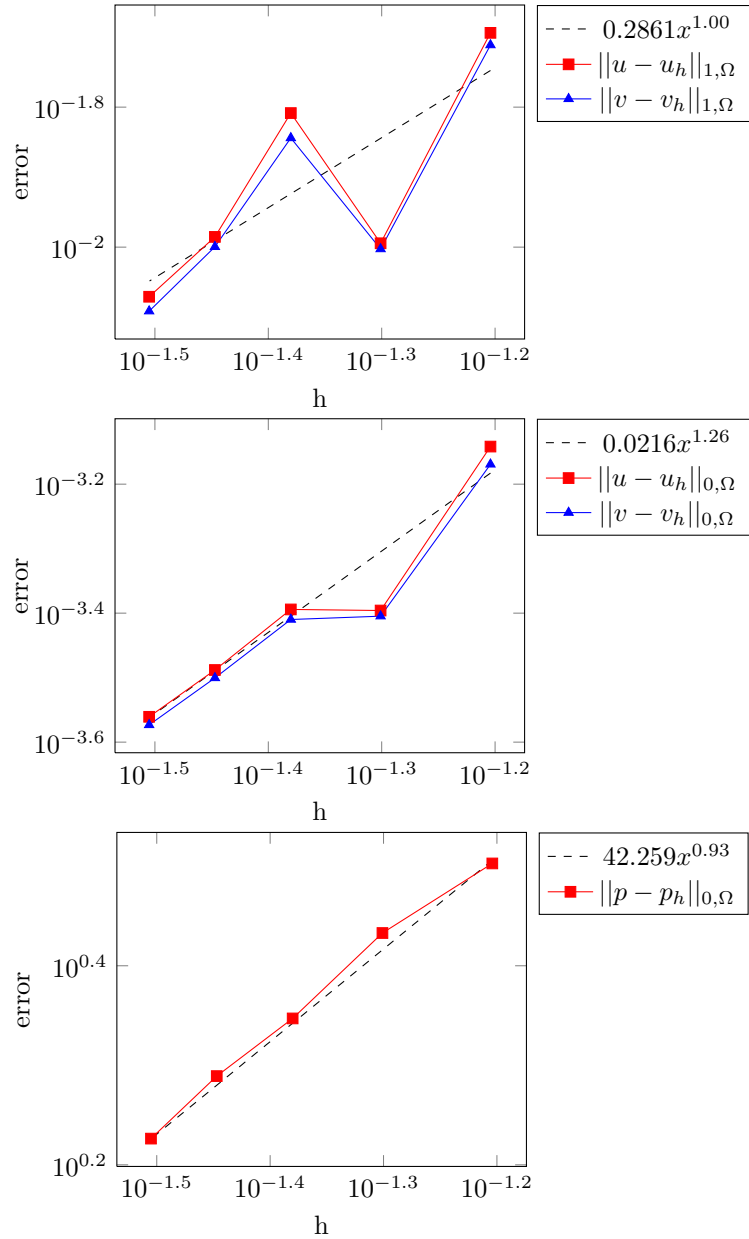 10^{-1.8}
10^{-2}
error
10^{-1.5} 10^{-1.4} 10^{-1.3} 10^{-1.2}
h
0.2861x^{1.00}
||u − u_h||_{1,Ω}
||v − v_h||_{1,Ω}
10^{-3.2}
10^{-3.4}
10^{-3.6}
error
10^{-1.5} 10^{-1.4} 10^{-1.3} 10^{-1.2}
h
0.0216x^{1.26}
||u − u_h||_{0,Ω}
||v − v_h||_{0,Ω}
10^{0.4}
10^{0.2}
error
10^{-1.5} 10^{-1.4} 10^{-1.3} 10^{-1.2}
h
42.259x^{0.93}
||p − p_h||_{0,Ω}